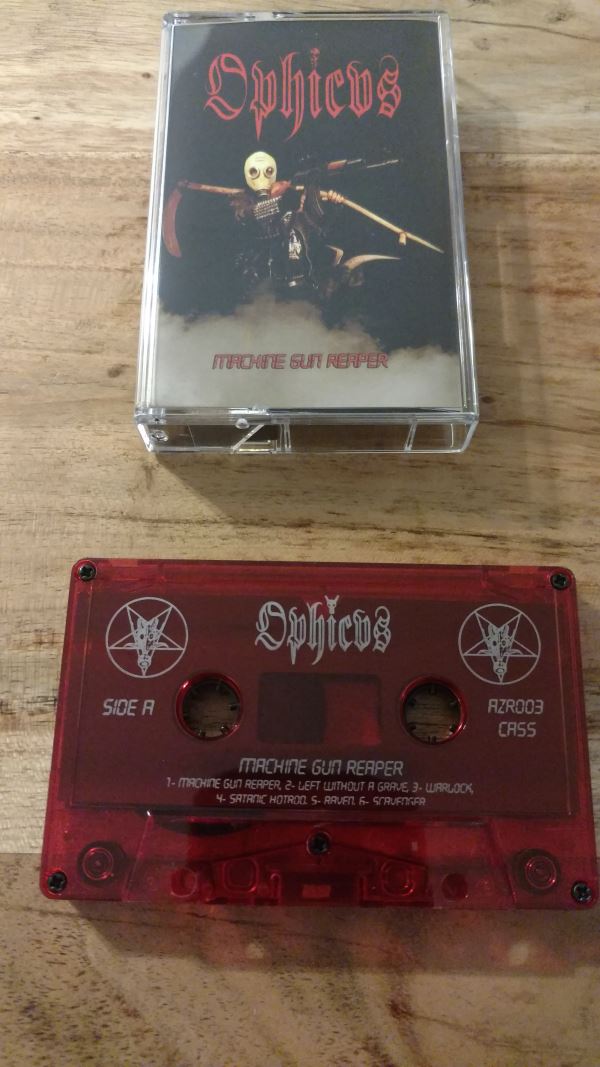 Ophicvs
MACHINE GUN REAPER
Ophicvs
SIDE A
AZR003
CASS
MACHINE GUN REAPER
1- MACHINE GUN REAPER, 2- LEFT WITHOUT A GRAVE, 3- WARLOCK,
4- SATANIC HOTROD, 5- RAVEN, 6- SCAVENGER